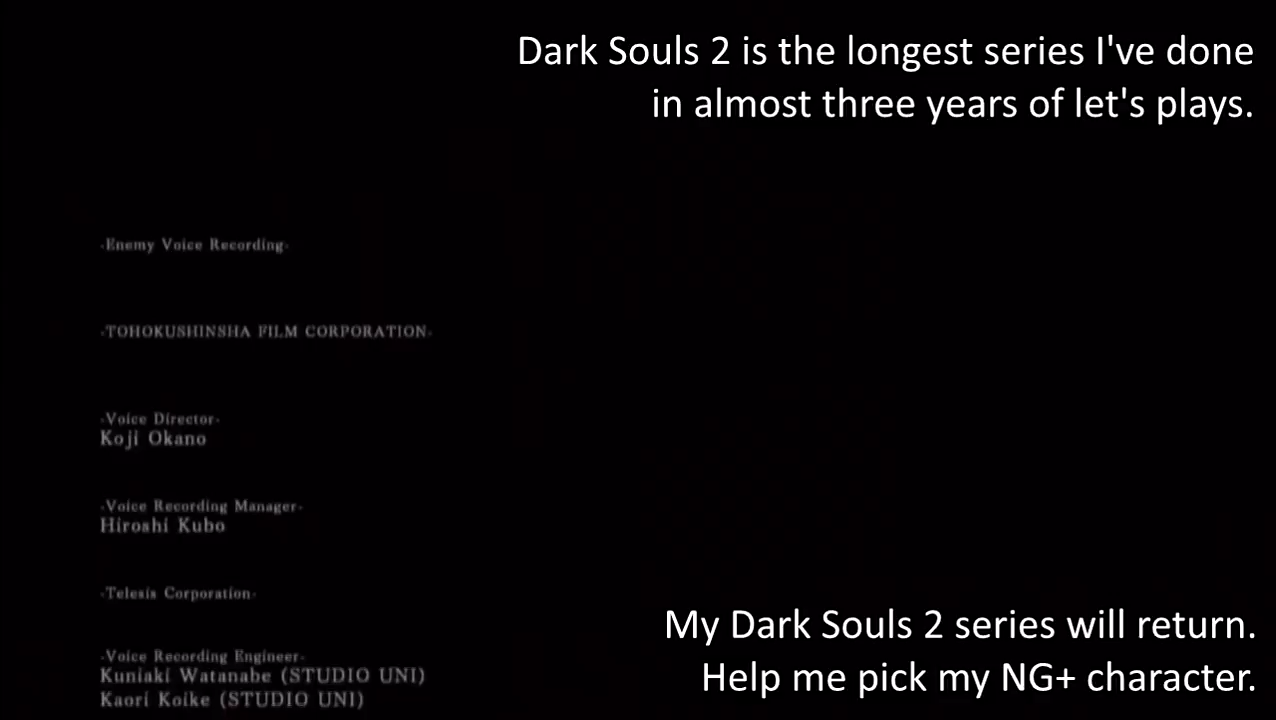 Dark Souls 2 is the longest series I've done
in almost three years of let's plays.
-Enemy Voice Recording-
-TOHOKUSHINSHA FILM CORPORATION-
-Voice Director-
Koji Okano
-Voice Recording Manager-
Hiroshi Kubo
-Telesis Corporation-
-Voice Recording Engineer-
Kuniaki Watanabe (STUDIO UNI)
Kaori Koike (STUDIO UNI)
My Dark Souls 2 series will return.
Help me pick my NG+ character.